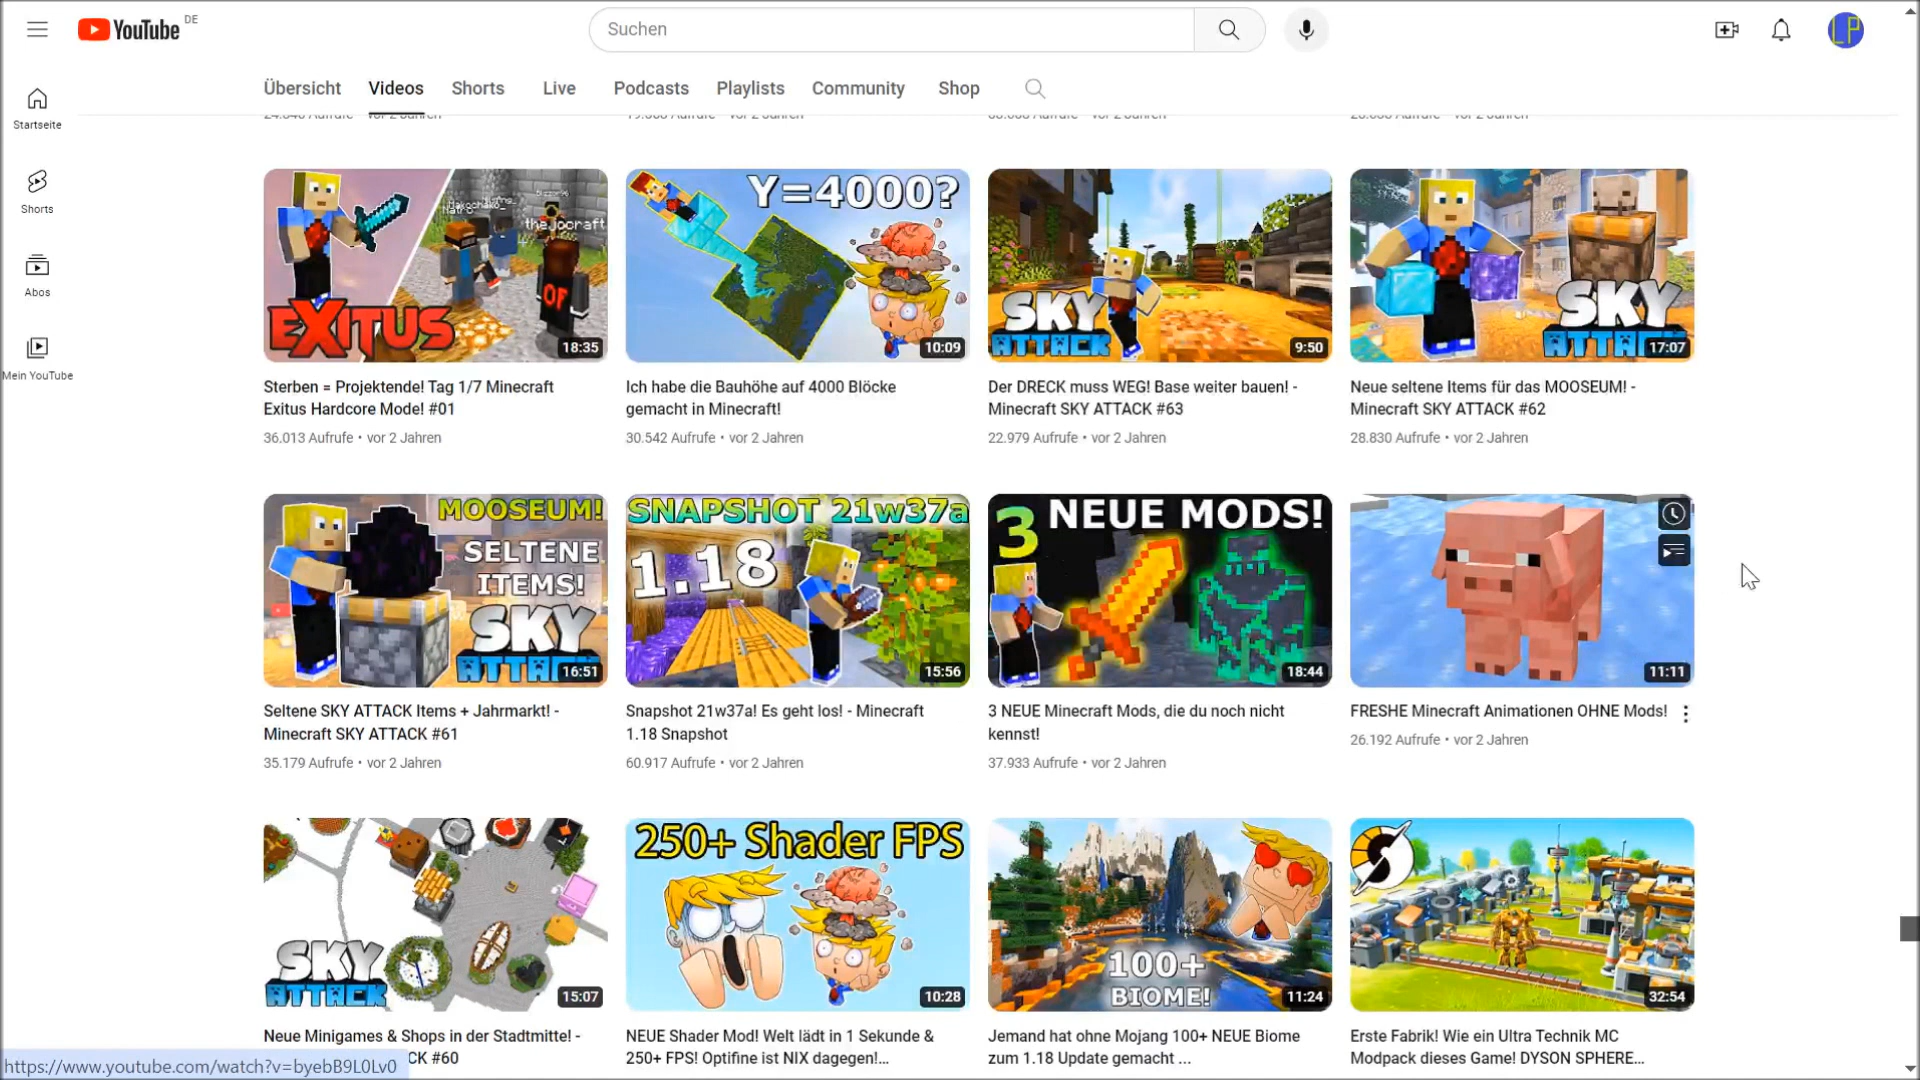 YouTube DE
Suchen
LP
Übersicht Videos Shorts Live Podcasts Playlists Community Shop
Startseite
Shorts
Abos
Mein YouTube
Nakochako_
thejocraft
OF
EXITUS
18:35
Y=4000?
10:09
SKY
ATTACK
9:50
SKY
17:07
Sterben = Projektende! Tag 1/7 Minecraft
Exitus Hardcore Mode! #01
36.013 Aufrufe • vor 2 Jahren
Ich habe die Bauhöhe auf 4000 Blöcke
gemacht in Minecraft!
30.542 Aufrufe • vor 2 Jahren
Der DRECK muss WEG! Base weiter bauen! -
Minecraft SKY ATTACK #63
22.979 Aufrufe • vor 2 Jahren
Neue seltene Items für das MOOSEUM! -
Minecraft SKY ATTACK #62
28.830 Aufrufe • vor 2 Jahren
MOOSEUM!
SELTENE
ITEMS!
SKY
16:51
SNAPSHOT 21w37a
1.18
15:56
3 NEUE MODS!
18:44
11:11
Seltene SKY ATTACK Items + Jahrmarkt! -
Minecraft SKY ATTACK #61
35.179 Aufrufe • vor 2 Jahren
Snapshot 21w37a! Es geht los! - Minecraft
1.18 Snapshot
60.917 Aufrufe • vor 2 Jahren
3 NEUE Minecraft Mods, die du noch nicht
kennst!
37.933 Aufrufe • vor 2 Jahren
FRESHE Minecraft Animationen OHNE Mods!
26.192 Aufrufe • vor 2 Jahren
SKY
ATTACK
15:07
250+ Shader FPS
10:28
100+
BIOME!
11:24
32:54
Neue Minigames & Shops in der Stadtmitte! -
CK #60
NEUE Shader Mod! Welt lädt in 1 Sekunde &
250+ FPS! Optifine ist NIX dagegen!...
Jemand hat ohne Mojang 100+ NEUE Biome
zum 1.18 Update gemacht ...
Erste Fabrik! Wie ein Ultra Technik MC
Modpack dieses Game! DYSON SPHERE...
https://www.youtube.com/watch?v=byebB9L0Lv0